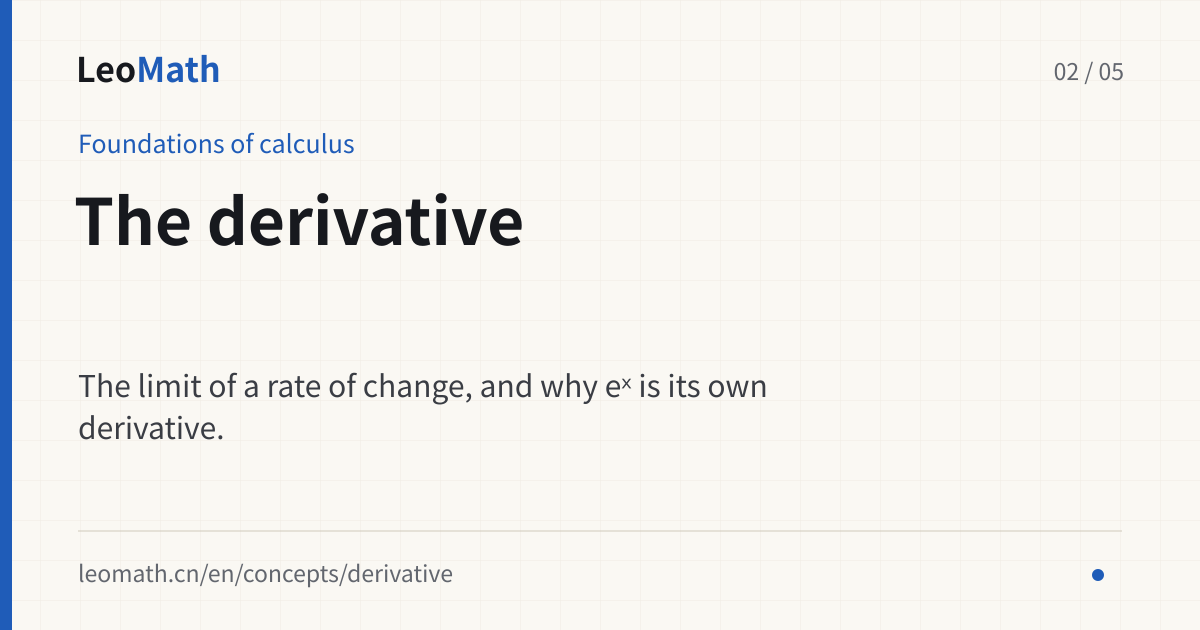 LeoMath
02 / 05
Foundations of calculus
The derivative
The limit of a rate of change, and why eˣ is its own
derivative.
leomath.cn/en/concepts/derivative